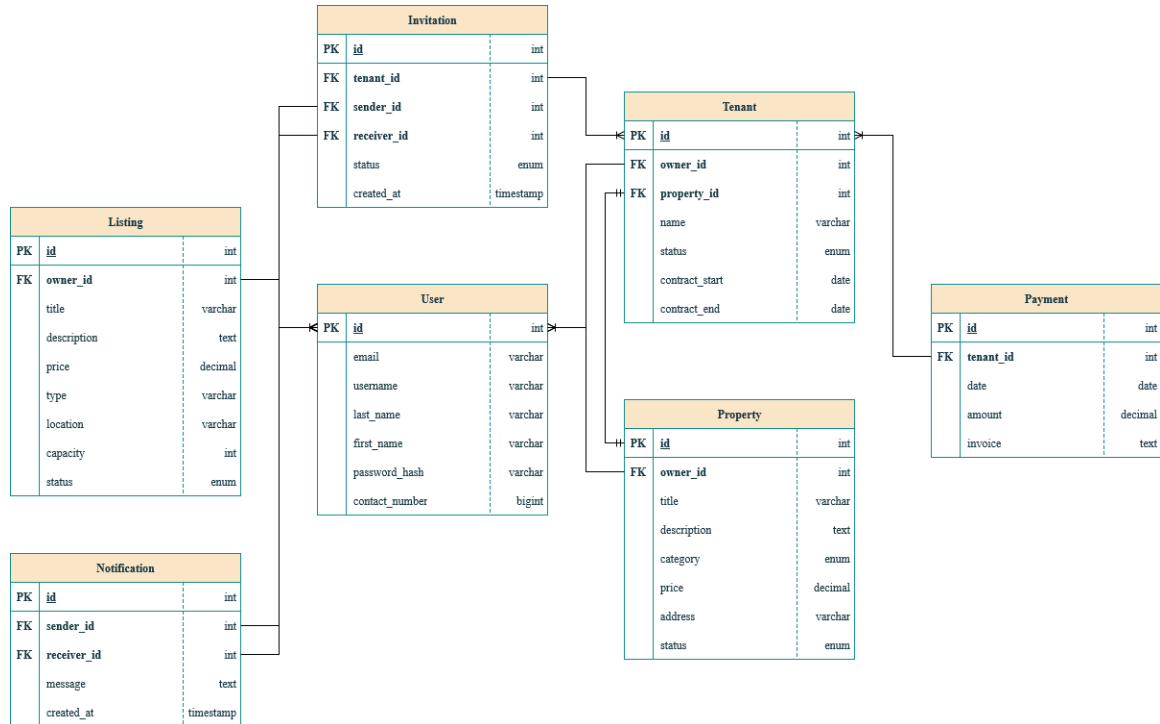 Invitation
PK id int
FK tenant_id int
FK sender_id int
FK receiver_id int
status enum
created_at timestamp
Tenant
PK id int
FK owner_id int
FK property_id int
name varchar
status enum
contract_start date
contract_end date
Listing
PK id int
FK owner_id int
title varchar
description text
price decimal
type varchar
location varchar
capacity int
status enum
User
PK id int
email varchar
username varchar
last_name varchar
first_name varchar
password_hash varchar
contact_number bigint
Payment
PK id int
FK tenant_id int
date date
amount decimal
invoice text
Property
PK id int
FK owner_id int
title varchar
description text
category enum
price decimal
address varchar
status enum
Notification
PK id int
FK sender_id int
FK receiver_id int
message text
created_at timestamp